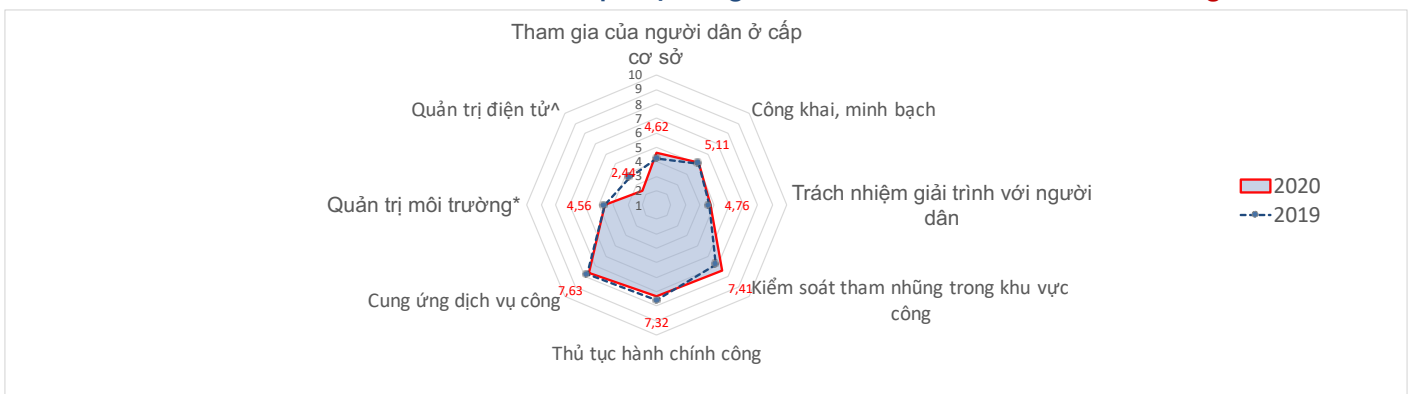 Tham gia của người dân ở cấp
cơ sở
10
9
8
7
6
5
4
3
2
1
Quản trị điện tử^
Công khai, minh bạch
4,62
5,11
2,44
Quản trị môi trường*
4,56
4,76
Trách nhiệm giải trình với người
dân
2020
2019
Cung ứng dịch vụ công
7,63
7,41
Kiểm soát tham nhũng trong khu vực
công
7,32
Thủ tục hành chính công